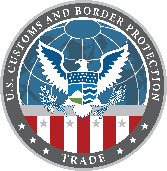 U.S. CUSTOMS AND BORDER PROTECTION
TRADE